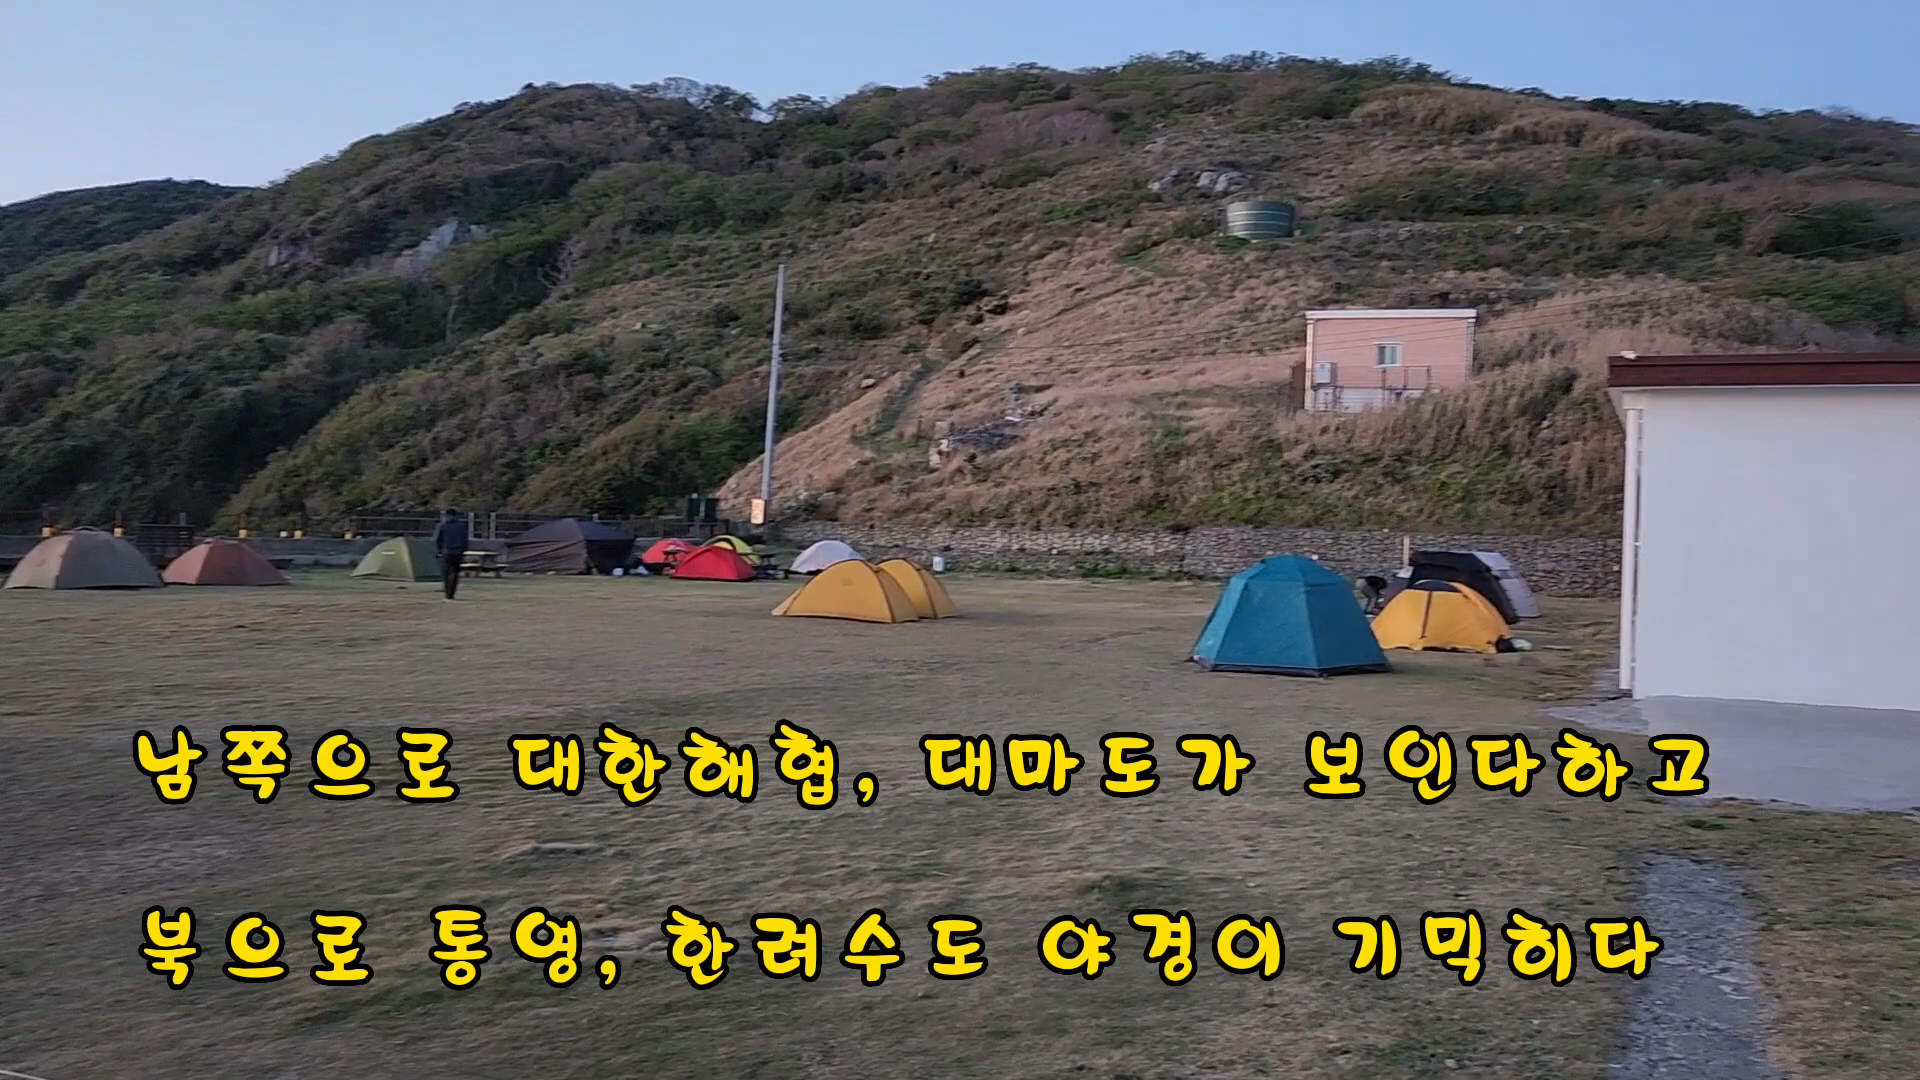 남쪽으로 대한해협, 대마도가 보인다하고
북으로 통영, 한려수도 야경이 기믹히다